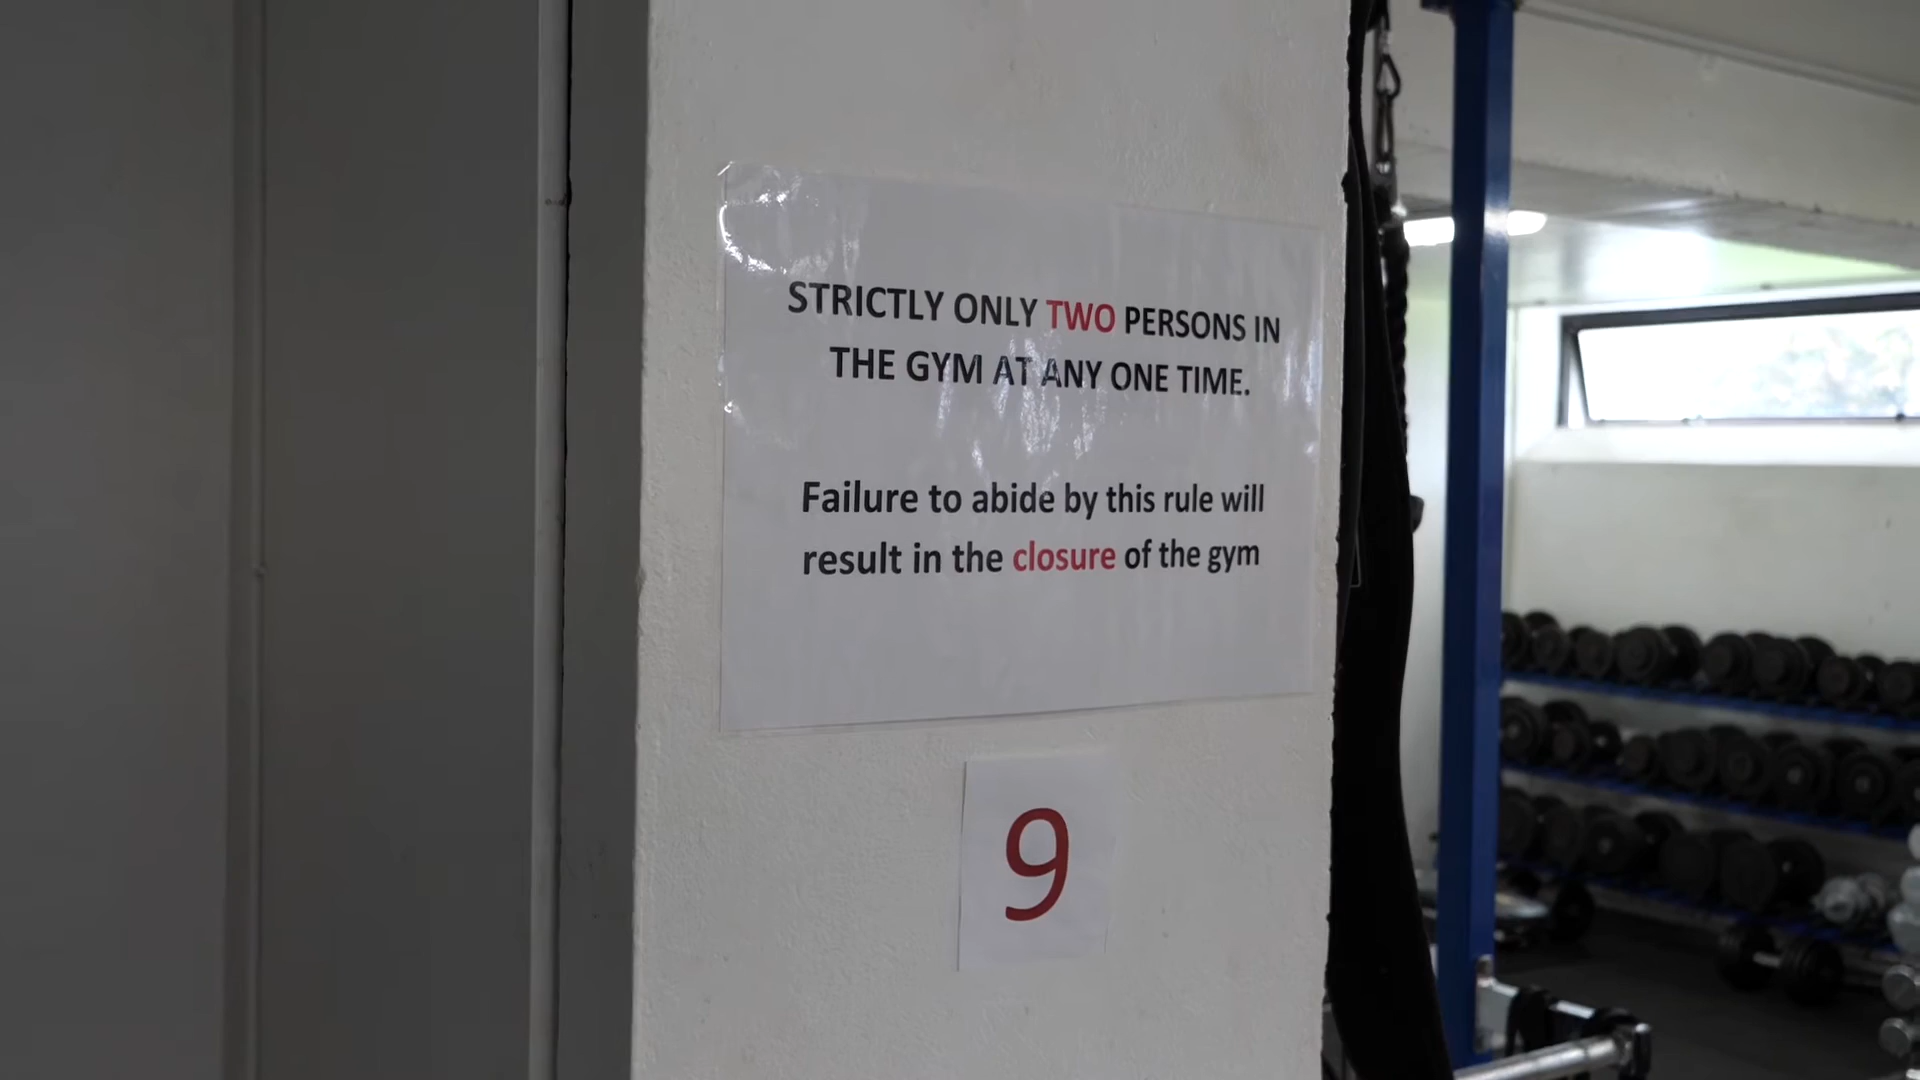 STRICTLY ONLY TWO PERSONS IN
THE GYM AT ANY ONE TIME.
Failure to abide by this rule will
result in the closure of the gym
9